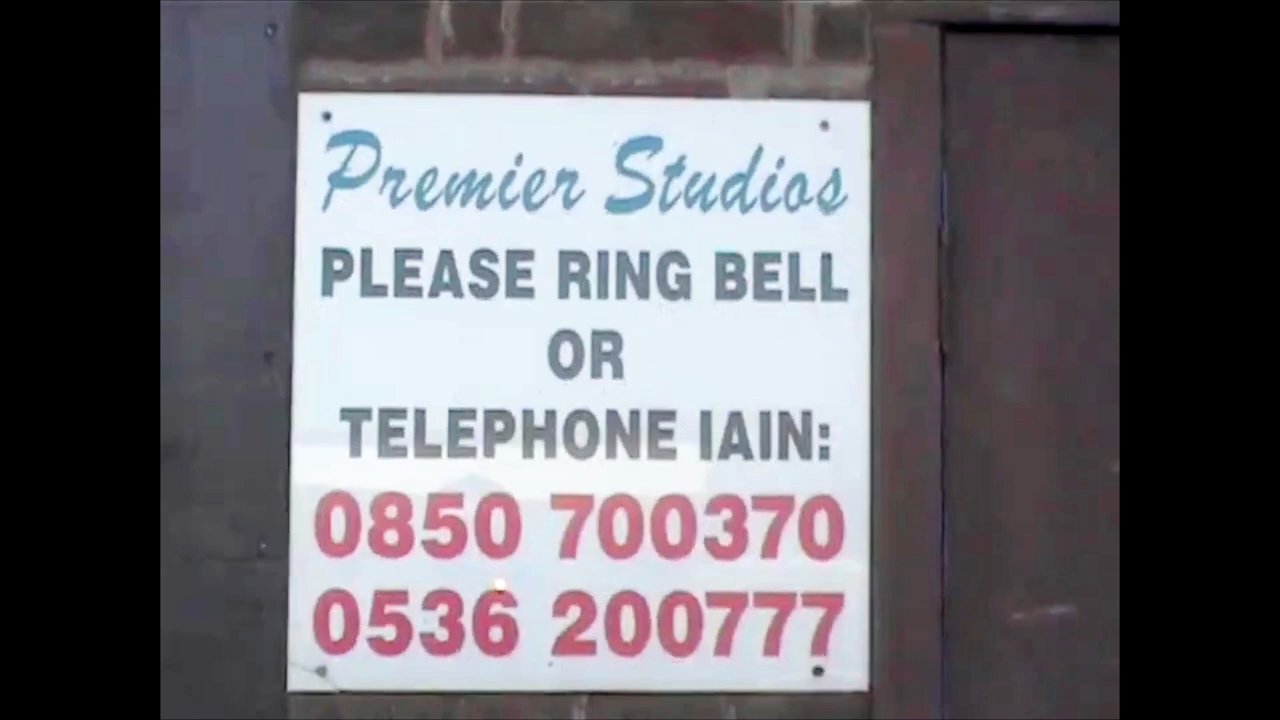 Premier Studios
PLEASE RING BELL
OR
TELEPHONE IAIN:
0850 700370
0536 200777